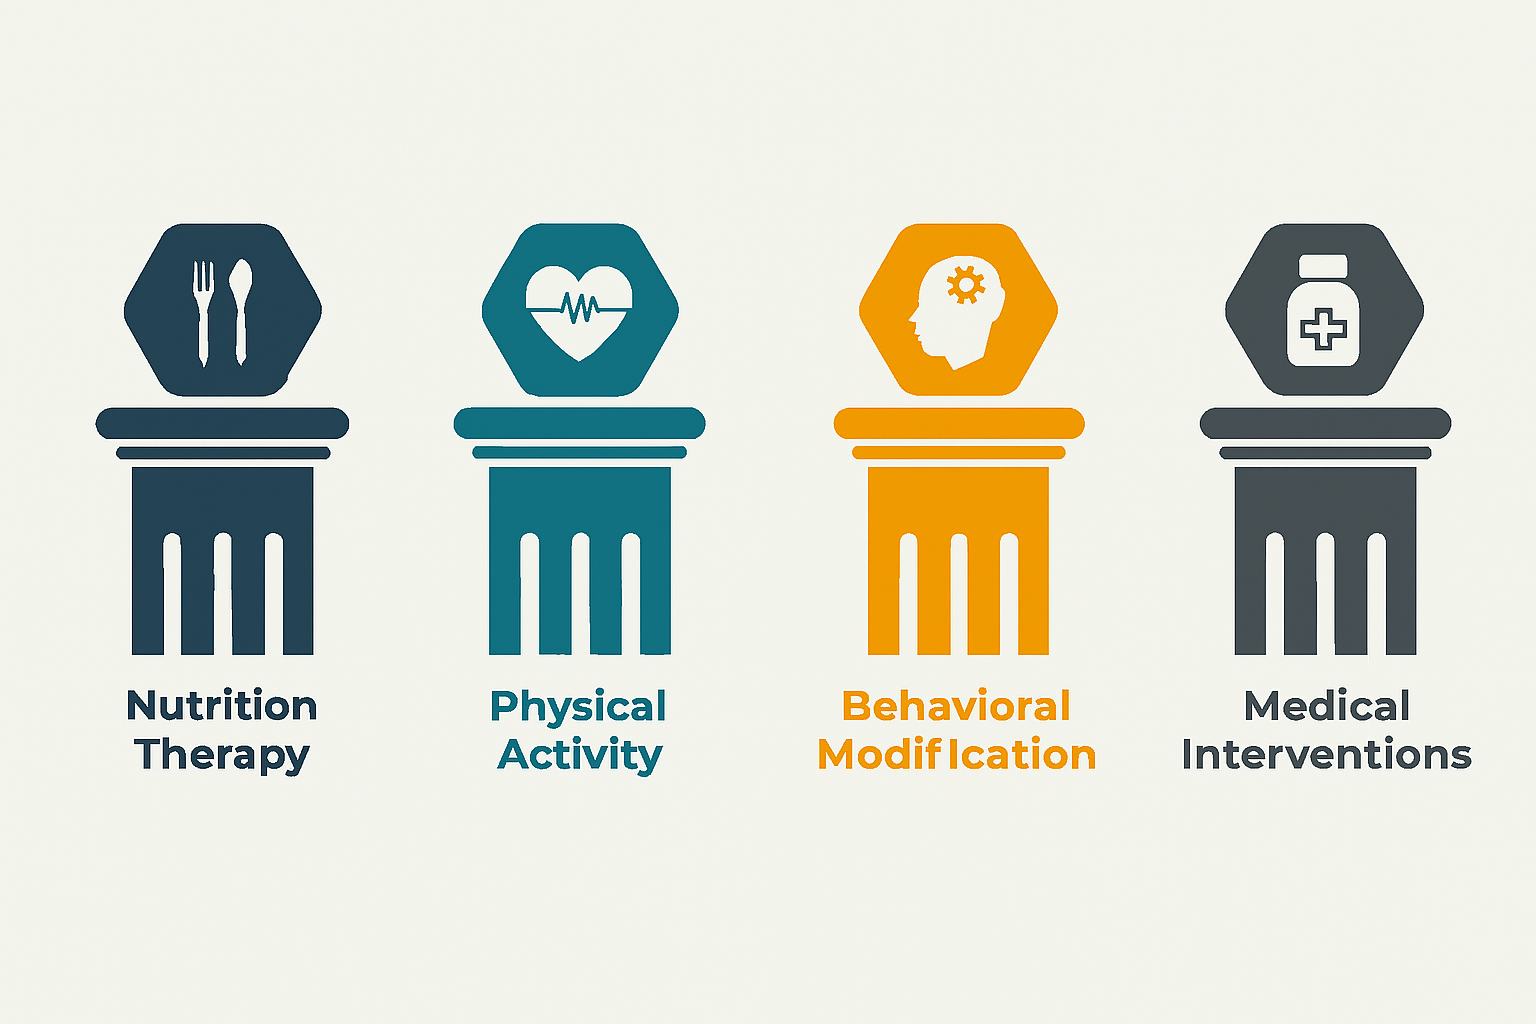 Nutrition
Therapy
Physical
Activity
Behavioral
Modif Ication
Medical
Interventions